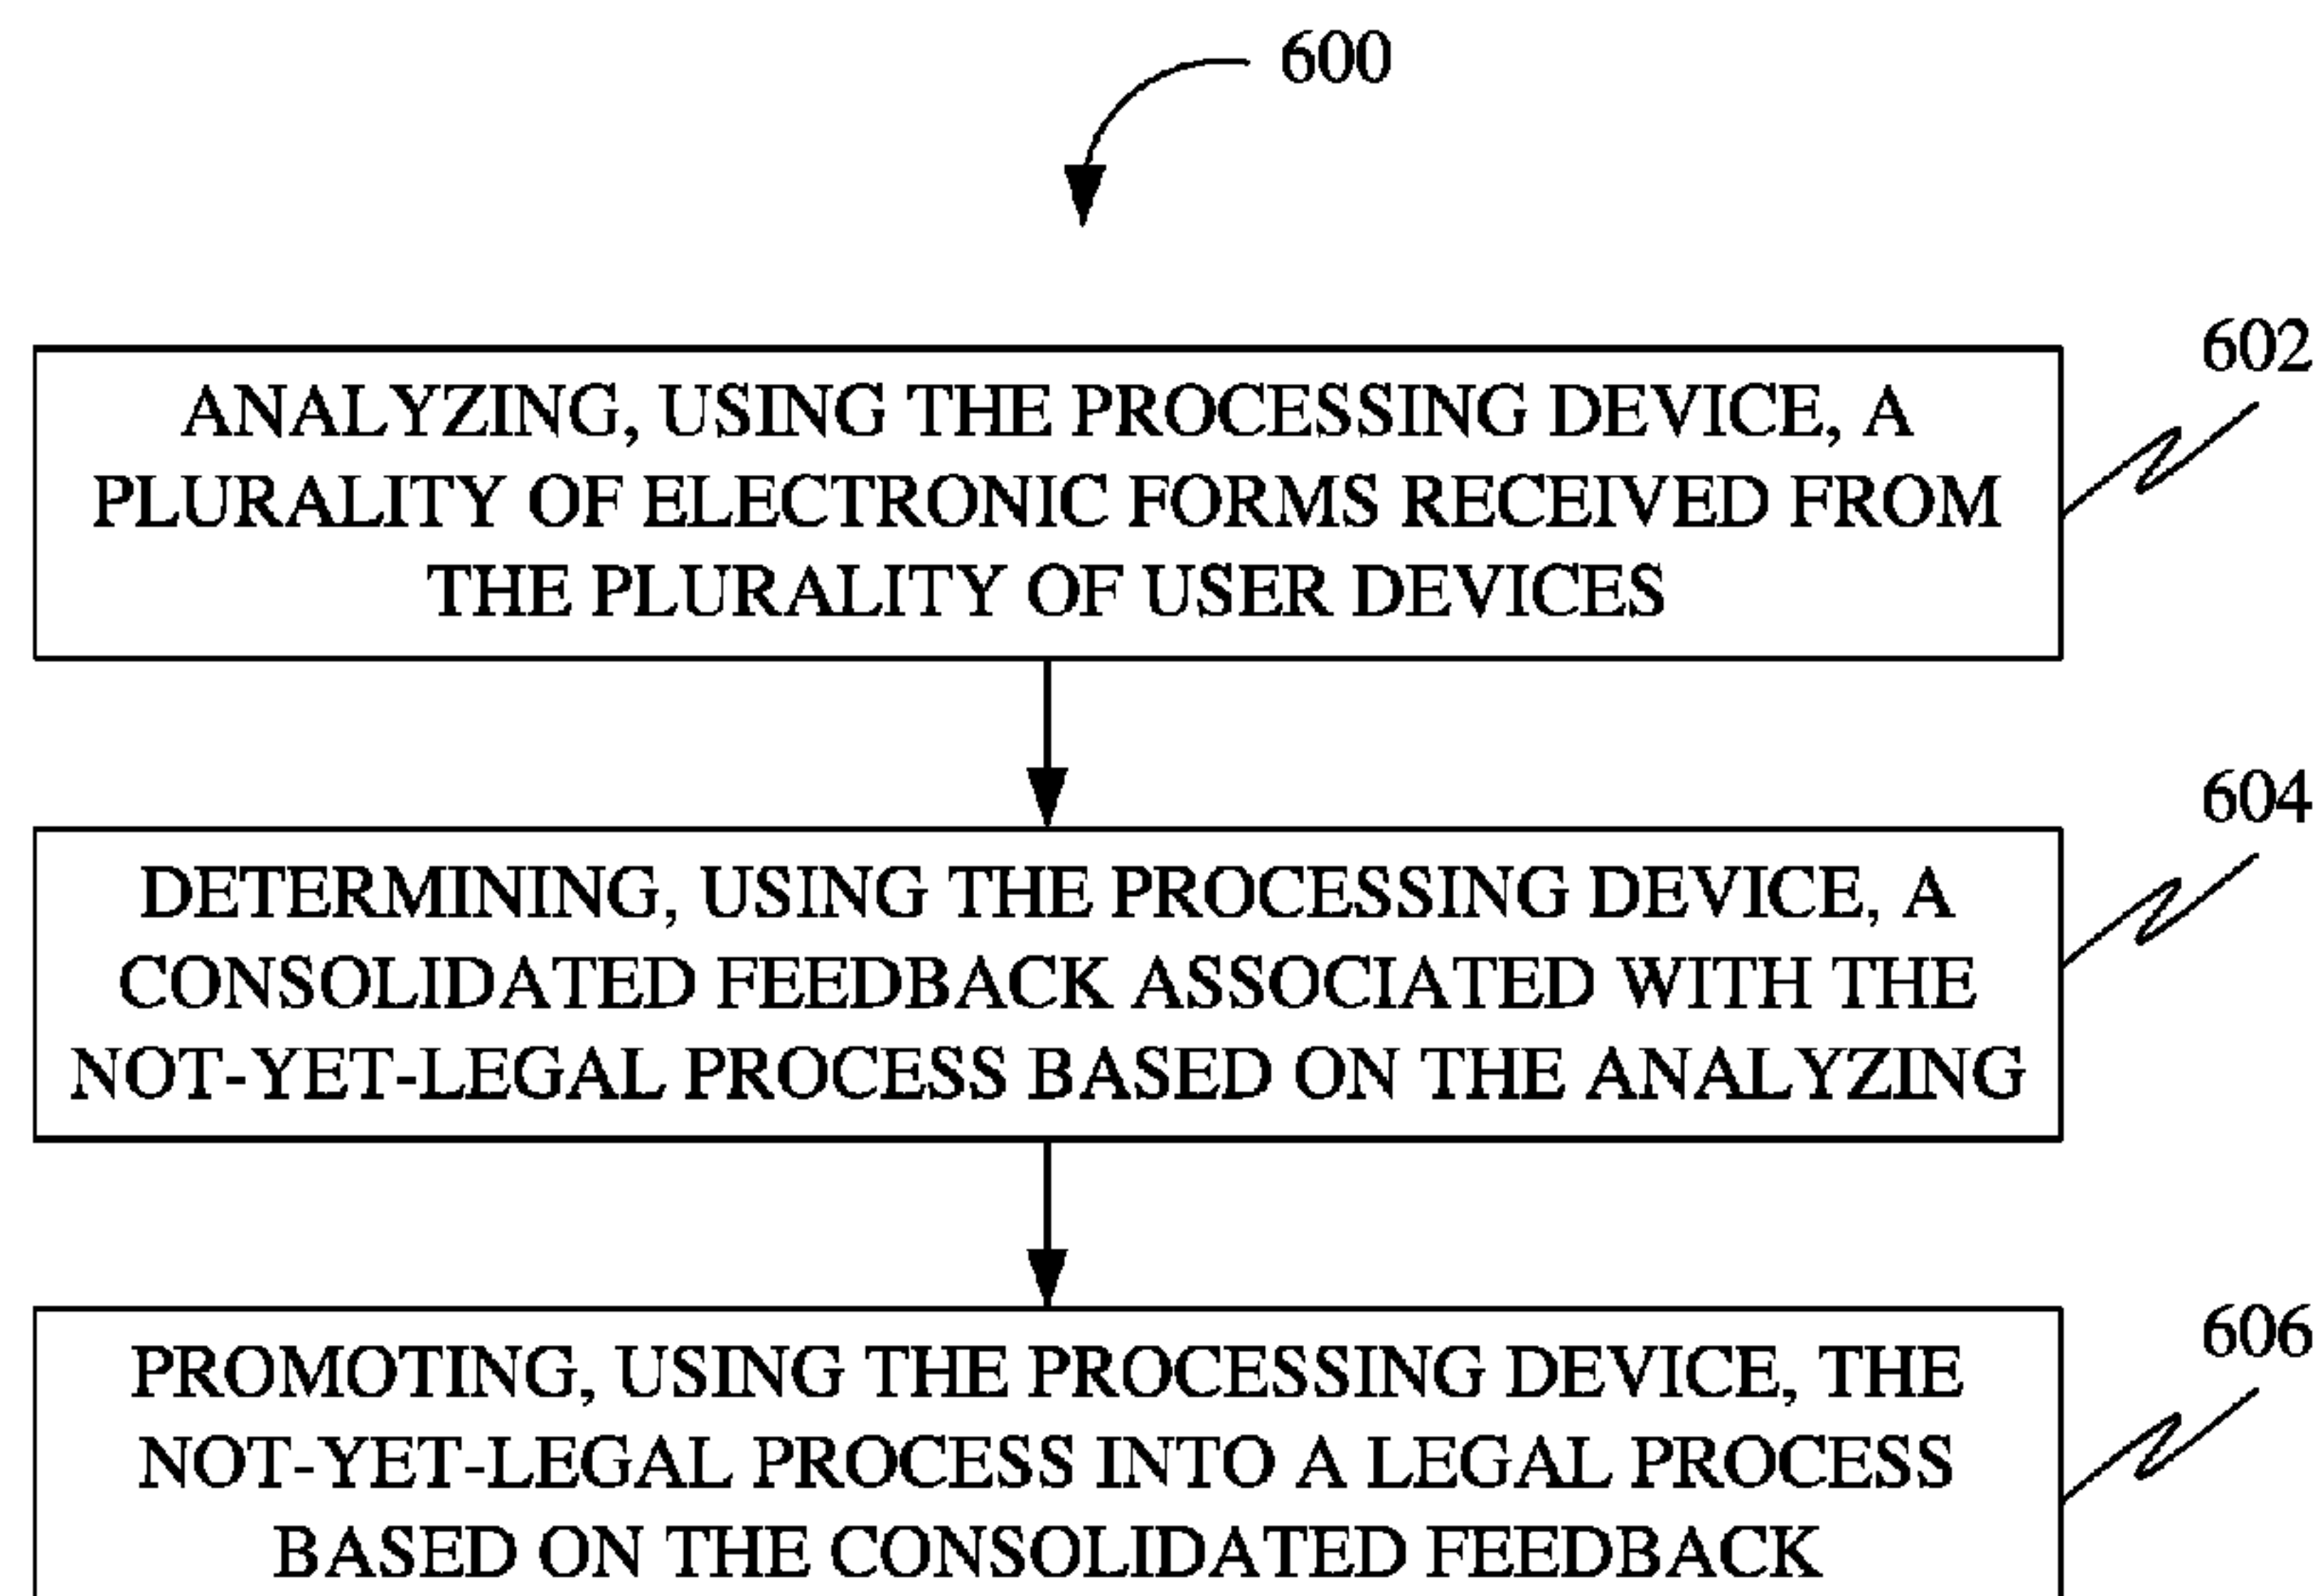 600
602
ANALYZING, USING THE PROCESSING DEVICE, A
PLURALITY OF ELECTRONIC FORMS RECEIVED FROM
THE PLURALITY OF USER DEVICES
604
DETERMINING, USING THE PROCESSING DEVICE, A
CONSOLIDATED FEEDBACK ASSOCIATED WITH THE
NOT-YET-LEGAL PROCESS BASED ON THE ANALYZING
606
PROMOTING, USING THE PROCESSING DEVICE, THE
NOT-YET-LEGAL PROCESS INTO A LEGAL PROCESS
BASED ON THE CONSOLIDATED FEEDBACK